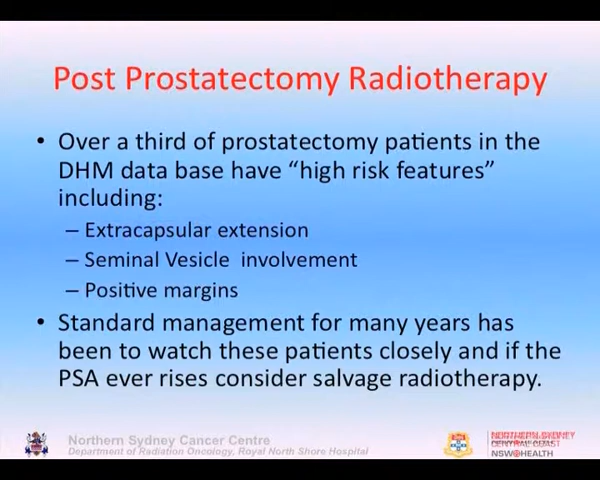 Post Prostatectomy Radiotherapy
• Over a third of prostatectomy patients in the
DHM data base have “high risk features”
including:
– Extracapsular extension
– Seminal Vesicle involvement
– Positive margins
• Standard management for many years has
been to watch these patients closely and if the
PSA ever rises consider salvage radiotherapy.
Northern Sydney Cancer Centre
Department of Radiation Oncology, Royal North Shore Hospital
NORTHERN SYDNEY
CENTRAL COAST
NSW HEALTH